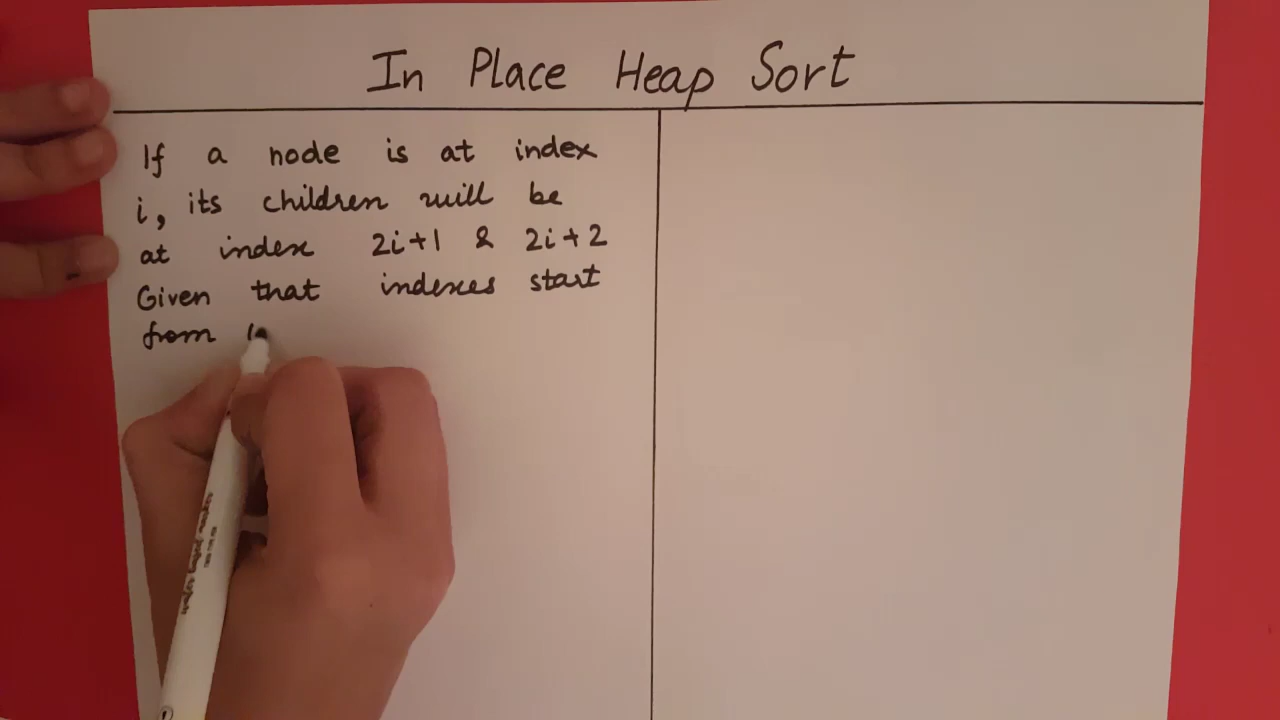 In Place Heap Sort
If a node is at index
i, its children will be
at index 2i+1 & 2i+2
Given that indexes start
from